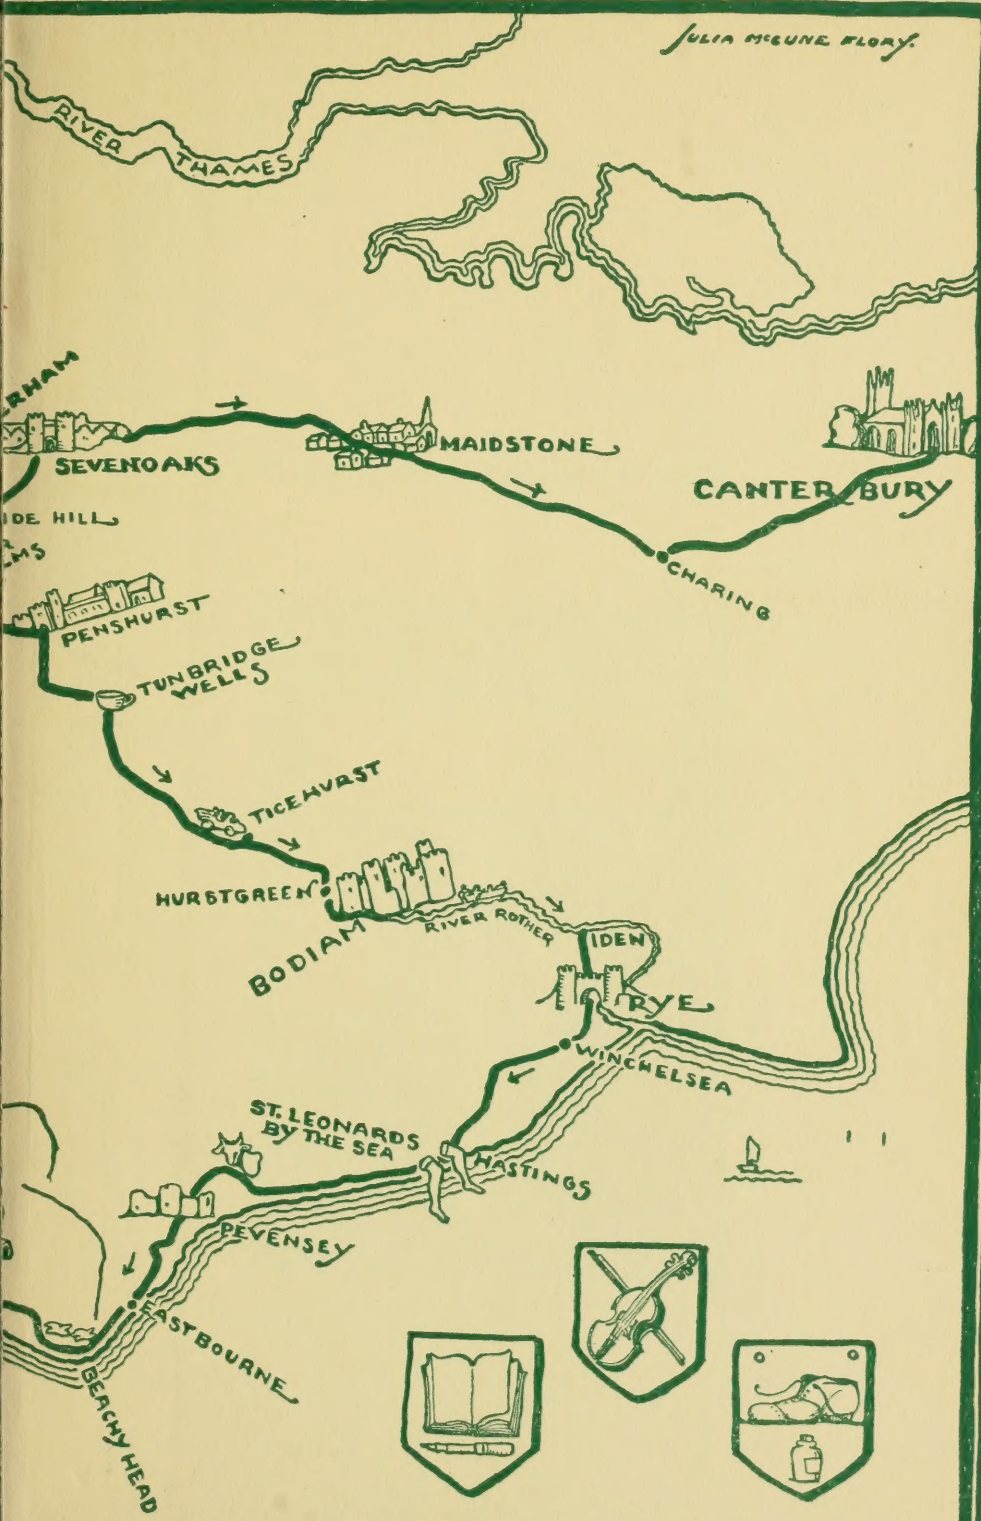 JULIA McCUNE FLORY.
RIVER THAMES
ERHAM
SEVENOAKS
MAIDSTONE
CANTERBURY
IDE HILL
CHARING
PENSHURST
TUNBRIDGE
WELLS
TICEHURST
HURSTGREEN
BODIAM
RIVER ROTHER
IDEN
RYE
WINCHELSEA
ST. LEONARDS
BY THE SEA
HASTINGS
PEVENSEY
EASTBOURNE
BEACHY HEAD